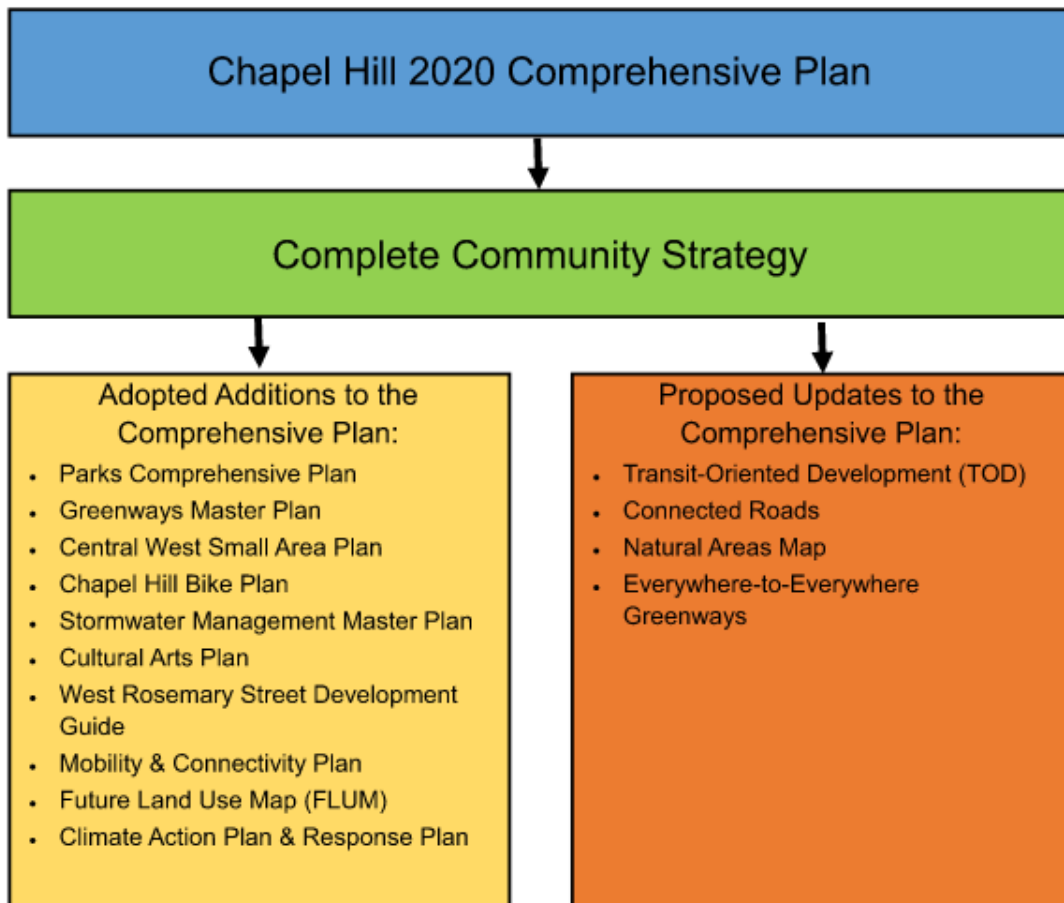 Chapel Hill 2020 Comprehensive Plan
Complete Community Strategy
Adopted Additions to the
Comprehensive Plan:
• Parks Comprehensive Plan
• Greenways Master Plan
• Central West Small Area Plan
• Chapel Hill Bike Plan
• Stormwater Management Master Plan
• Cultural Arts Plan
• West Rosemary Street Development
Guide
• Mobility & Connectivity Plan
• Future Land Use Map (FLUM)
• Climate Action Plan & Response Plan
Proposed Updates to the
Comprehensive Plan:
• Transit-Oriented Development (TOD)
• Connected Roads
• Natural Areas Map
• Everywhere-to-Everywhere
Greenways